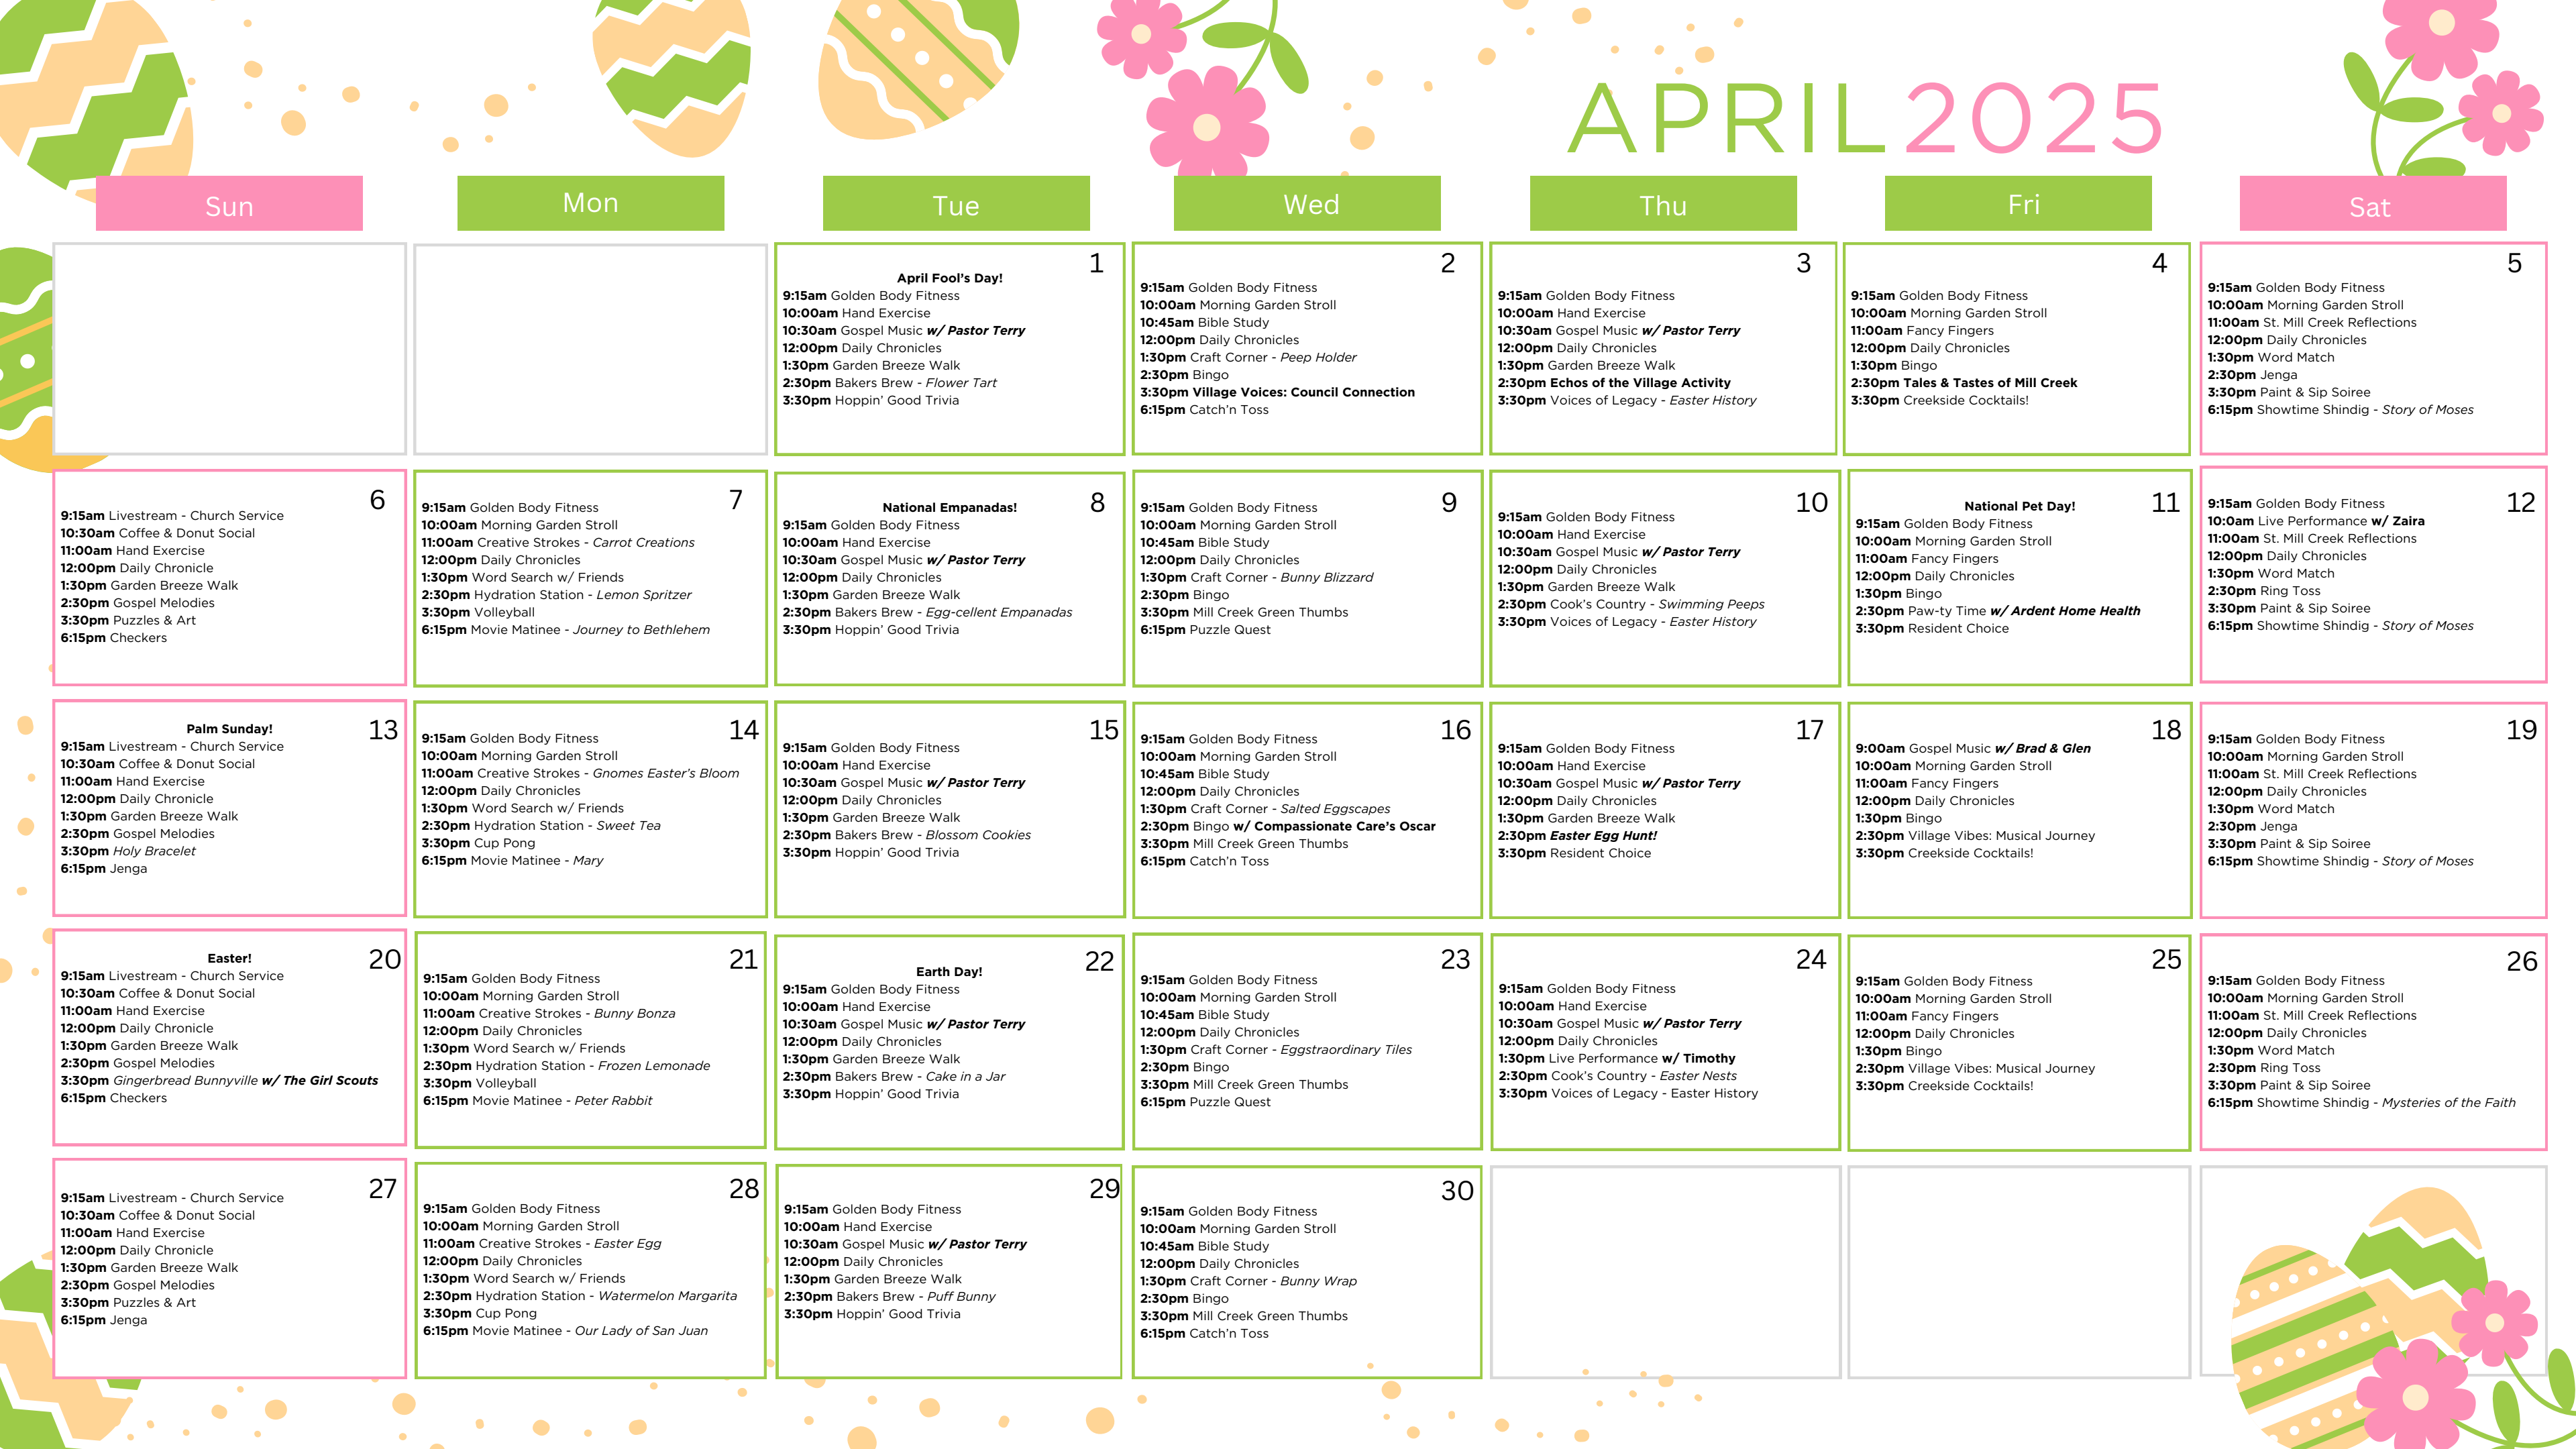 APRIL 2025
Sun
Mon
Tue
Wed
Thu
Fri
Sat
1
April Fool's Day!
9:15am Golden Body Fitness
10:00am Hand Exercise
10:30am Gospel Music w/ Pastor Terry
12:00pm Daily Chronicles
1:30pm Garden Breeze Walk
2:30pm Bakers Brew - Flower Tart
3:30pm Hoppin' Good Trivia
2
9:15am Golden Body Fitness
10:00am Morning Garden Stroll
10:45am Bible Study
12:00pm Daily Chronicles
1:30pm Craft Corner - Peep Holder
2:30pm Bingo
3:30pm Village Voices: Council Connection
6:15pm Catch'n Toss
3
9:15am Golden Body Fitness
10:00am Hand Exercise
10:30am Gospel Music w/ Pastor Terry
12:00pm Daily Chronicles
1:30pm Garden Breeze Walk
2:30pm Echos of the Village Activity
3:30pm Voices of Legacy - Easter History
4
9:15am Golden Body Fitness
10:00am Morning Garden Stroll
11:00am Fancy Fingers
12:00pm Daily Chronicles
1:30pm Bingo
2:30pm Tales & Tastes of Mill Creek
3:30pm Creekside Cocktails!
5
9:15am Golden Body Fitness
10:00am Morning Garden Stroll
11:00am St. Mill Creek Reflections
12:00pm Daily Chronicles
1:30pm Word Match
2:30pm Jenga
3:30pm Paint & Sip Soiree
6:15pm Showtime Shindig - Story of Moses
6
9:15am Livestream - Church Service
10:30am Coffee & Donut Social
11:00am Hand Exercise
12:00pm Daily Chronicle
1:30pm Garden Breeze Walk
2:30pm Gospel Melodies
3:30pm Puzzles & Art
6:15pm Checkers
7
9:15am Golden Body Fitness
10:00am Morning Garden Stroll
11:00am Creative Strokes - Carrot Creations
12:00pm Daily Chronicles
1:30pm Word Search w/ Friends
2:30pm Hydration Station - Lemon Spritzer
3:30pm Volleyball
6:15pm Movie Matinee - Journey to Bethlehem
8
National Empanadas!
9:15am Golden Body Fitness
10:00am Hand Exercise
10:30am Gospel Music w/ Pastor Terry
12:00pm Daily Chronicles
1:30pm Garden Breeze Walk
2:30pm Bakers Brew - Egg-cellent Empanadas
3:30pm Hoppin' Good Trivia
9
9:15am Golden Body Fitness
10:00am Morning Garden Stroll
10:45am Bible Study
12:00pm Daily Chronicles
1:30pm Craft Corner - Bunny Blizzard
2:30pm Bingo
3:30pm Mill Creek Green Thumbs
6:15pm Puzzle Quest
10
9:15am Golden Body Fitness
10:00am Hand Exercise
10:30am Gospel Music w/ Pastor Terry
12:00pm Daily Chronicles
1:30pm Garden Breeze Walk
2:30pm Cook's Country - Swimming Peeps
3:30pm Voices of Legacy - Easter History
11
National Pet Day!
9:15am Golden Body Fitness
10:00am Morning Garden Stroll
11:00am Fancy Fingers
12:00pm Daily Chronicles
1:30pm Bingo
2:30pm Paw-ty Time w/ Ardent Home Health
3:30pm Resident Choice
12
9:15am Golden Body Fitness
10:0am Live Performance w/ Zaira
11:00am St. Mill Creek Reflections
12:00pm Daily Chronicles
1:30pm Word Match
2:30pm Ring Toss
3:30pm Paint & Sip Soiree
6:15pm Showtime Shindig - Story of Moses
13
Palm Sunday!
9:15am Livestream - Church Service
10:30am Coffee & Donut Social
11:00am Hand Exercise
12:00pm Daily Chronicle
1:30pm Garden Breeze Walk
2:30pm Gospel Melodies
3:30pm Holy Bracelet
6:15pm Jenga
14
9:15am Golden Body Fitness
10:00am Morning Garden Stroll
11:00am Creative Strokes - Gnomes Easter's Bloom
12:00pm Daily Chronicles
1:30pm Word Search w/ Friends
2:30pm Hydration Station - Sweet Tea
3:30pm Cup Pong
6:15pm Movie Matinee - Mary
15
9:15am Golden Body Fitness
10:00am Hand Exercise
10:30am Gospel Music w/ Pastor Terry
12:00pm Daily Chronicles
1:30pm Garden Breeze Walk
2:30pm Bakers Brew - Blossom Cookies
3:30pm Hoppin' Good Trivia
16
9:15am Golden Body Fitness
10:00am Morning Garden Stroll
10:45am Bible Study
12:00pm Daily Chronicles
1:30pm Craft Corner - Salted Eggscapes
2:30pm Bingo w/ Compassionate Care's Oscar
3:30pm Mill Creek Green Thumbs
6:15pm Catch'n Toss
17
9:15am Golden Body Fitness
10:00am Hand Exercise
10:30am Gospel Music w/ Pastor Terry
12:00pm Daily Chronicles
1:30pm Garden Breeze Walk
2:30pm Easter Egg Hunt!
3:30pm Resident Choice
18
9:00am Gospel Music w/ Brad & Glen
10:00am Morning Garden Stroll
11:00am Fancy Fingers
12:00pm Daily Chronicles
1:30pm Bingo
2:30pm Village Vibes: Musical Journey
3:30pm Creekside Cocktails!
19
9:15am Golden Body Fitness
10:00am Morning Garden Stroll
11:00am St. Mill Creek Reflections
12:00pm Daily Chronicles
1:30pm Word Match
2:30pm Jenga
3:30pm Paint & Sip Soiree
6:15pm Showtime Shindig - Story of Moses
20
Easter!
9:15am Livestream - Church Service
10:30am Coffee & Donut Social
11:00am Hand Exercise
12:00pm Daily Chronicle
1:30pm Garden Breeze Walk
2:30pm Gospel Melodies
3:30pm Gingerbread Bunnyville w/ The Girl Scouts
6:15pm Checkers
21
9:15am Golden Body Fitness
10:00am Morning Garden Stroll
11:00am Creative Strokes - Bunny Bonza
12:00pm Daily Chronicles
1:30pm Word Search w/ Friends
2:30pm Hydration Station - Frozen Lemonade
3:30pm Volleyball
6:15pm Movie Matinee - Peter Rabbit
22
Earth Day!
9:15am Golden Body Fitness
10:00am Hand Exercise
10:30am Gospel Music w/ Pastor Terry
12:00pm Daily Chronicles
1:30pm Garden Breeze Walk
2:30pm Bakers Brew - Cake in a Jar
3:30pm Hoppin' Good Trivia
23
9:15am Golden Body Fitness
10:00am Morning Garden Stroll
10:45am Bible Study
12:00pm Daily Chronicles
1:30pm Craft Corner - Eggstraordinary Tiles
2:30pm Bingo
3:30pm Mill Creek Green Thumbs
6:15pm Puzzle Quest
24
9:15am Golden Body Fitness
10:00am Hand Exercise
10:30am Gospel Music w/ Pastor Terry
12:00pm Daily Chronicles
1:30pm Live Performance w/ Timothy
2:30pm Cook's Country - Easter Nests
3:30pm Voices of Legacy - Easter History
25
9:15am Golden Body Fitness
10:00am Morning Garden Stroll
11:00am Fancy Fingers
12:00pm Daily Chronicles
1:30pm Bingo
2:30pm Village Vibes: Musical Journey
3:30pm Creekside Cocktails!
26
9:15am Golden Body Fitness
10:00am Morning Garden Stroll
11:00am St. Mill Creek Reflections
12:00pm Daily Chronicles
1:30pm Word Match
2:30pm Ring Toss
3:30pm Paint & Sip Soiree
6:15pm Showtime Shindig - Mysteries of the Faith
27
9:15am Livestream - Church Service
10:30am Coffee & Donut Social
11:00am Hand Exercise
12:00pm Daily Chronicle
1:30pm Garden Breeze Walk
2:30pm Gospel Melodies
3:30pm Puzzles & Art
6:15pm Jenga
28
9:15am Golden Body Fitness
10:00am Morning Garden Stroll
11:00am Creative Strokes - Easter Egg
12:00pm Daily Chronicles
1:30pm Word Search w/ Friends
2:30pm Hydration Station - Watermelon Margarita
3:30pm Cup Pong
6:15pm Movie Matinee - Our Lady of San Juan
29
9:15am Golden Body Fitness
10:00am Hand Exercise
10:30am Gospel Music w/ Pastor Terry
12:00pm Daily Chronicles
1:30pm Garden Breeze Walk
2:30pm Bakers Brew - Puff Bunny
3:30pm Hoppin' Good Trivia
30
9:15am Golden Body Fitness
10:00am Morning Garden Stroll
10:45am Bible Study
12:00pm Daily Chronicles
1:30pm Craft Corner - Bunny Wrap
2:30pm Bingo
3:30pm Mill Creek Green Thumbs
6:15pm Catch'n Toss